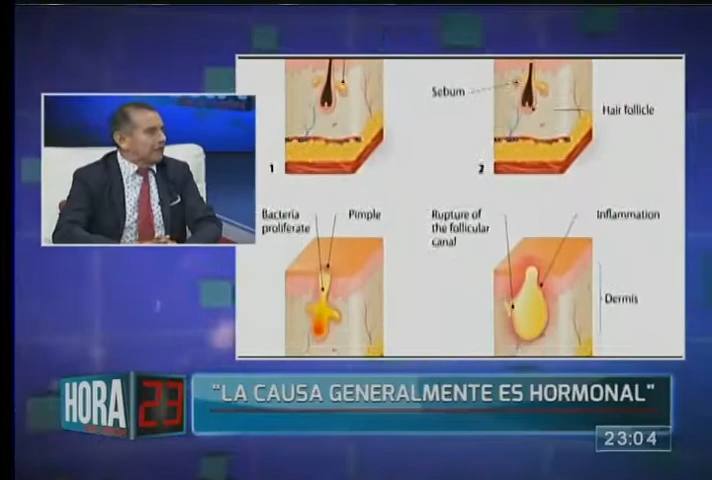 Sebum
Hair follicle
1
2
Bacteria
proliferate
Pimple
Rupture of
the follicular
canal
Inflammation
Dermis
HORA 23
"LA CAUSA GENERALMENTE ES HORMONAL"
23:04